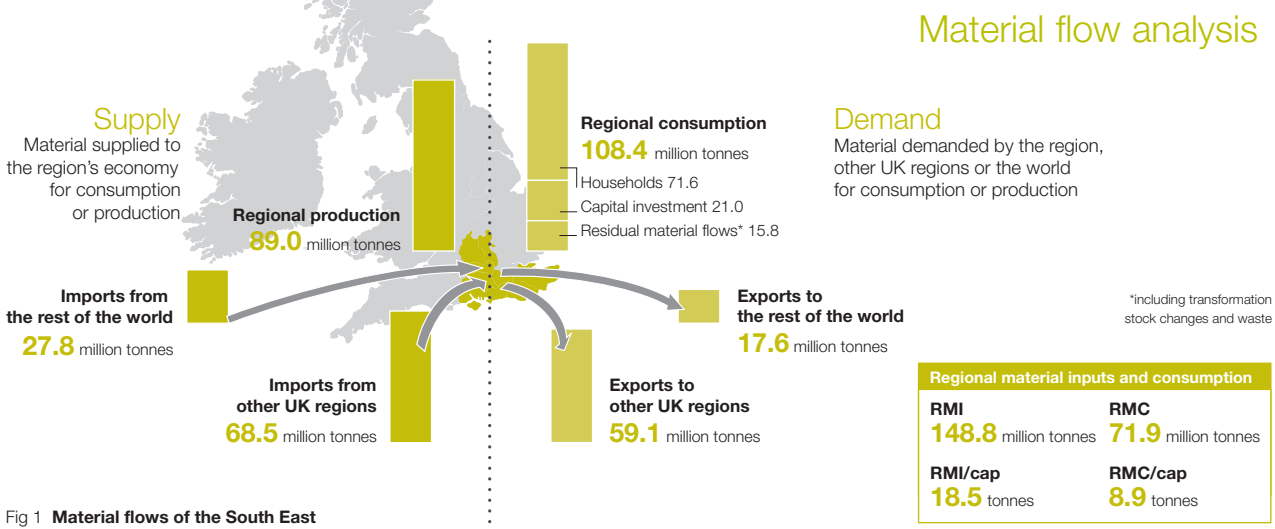 Material flow analysis
Supply
Material supplied to
the region's economy
for consumption
or production
Regional production
89.0 million tonnes
Imports from
the rest of the world
27.8 million tonnes
Imports from
other UK regions
68.5 million tonnes
Regional consumption
108.4 million tonnes
Households 71.6
Capital investment 21.0
Residual material flows* 15.8
Demand
Material demanded by the region,
other UK regions or the world
for consumption or production
Exports to
the rest of the world
17.6 million tonnes
Exports to
other UK regions
59.1 million tonnes
*including transformation
stock changes and waste
Regional material inputs and consumption
RMI RMC
148.8 million tonnes 71.9 million tonnes
RMI/cap RMC/cap
18.5 tonnes 8.9 tonnes
Fig 1 Material flows of the South East